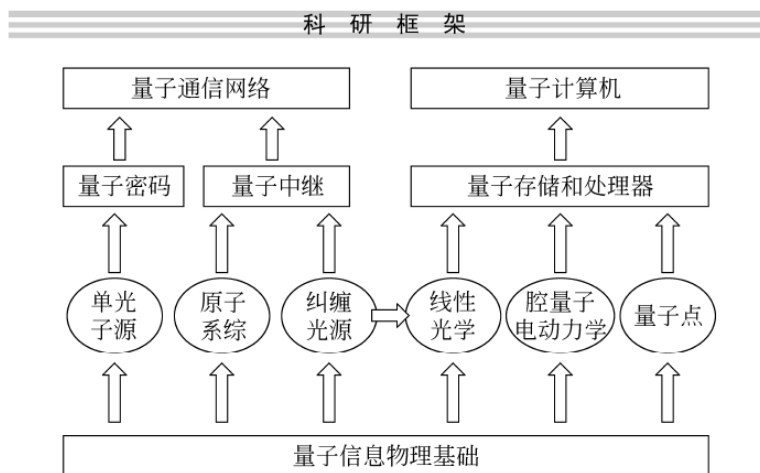 科 研 框 架
量子通信网络
量子计算机
量子密码
量子中继
量子存储和处理器
单光
子源
原子
系综
纠缠
光源
线性
光学
腔量子
电动力学
量子点
量子信息物理基础